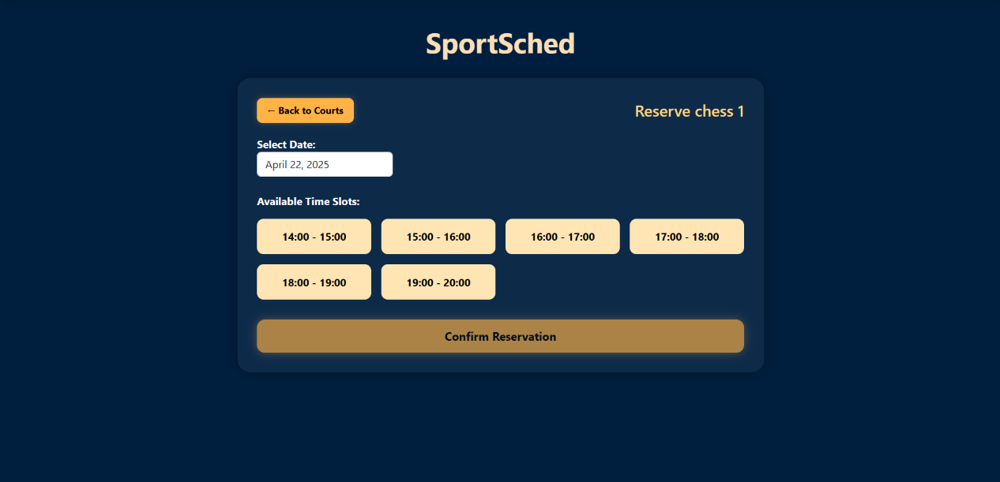 SportSched
← Back to Courts
Reserve chess 1
Select Date:
April 22, 2025
Available Time Slots:
14:00 - 15:00
15:00 - 16:00
16:00 - 17:00
17:00 - 18:00
18:00 - 19:00
19:00 - 20:00
Confirm Reservation